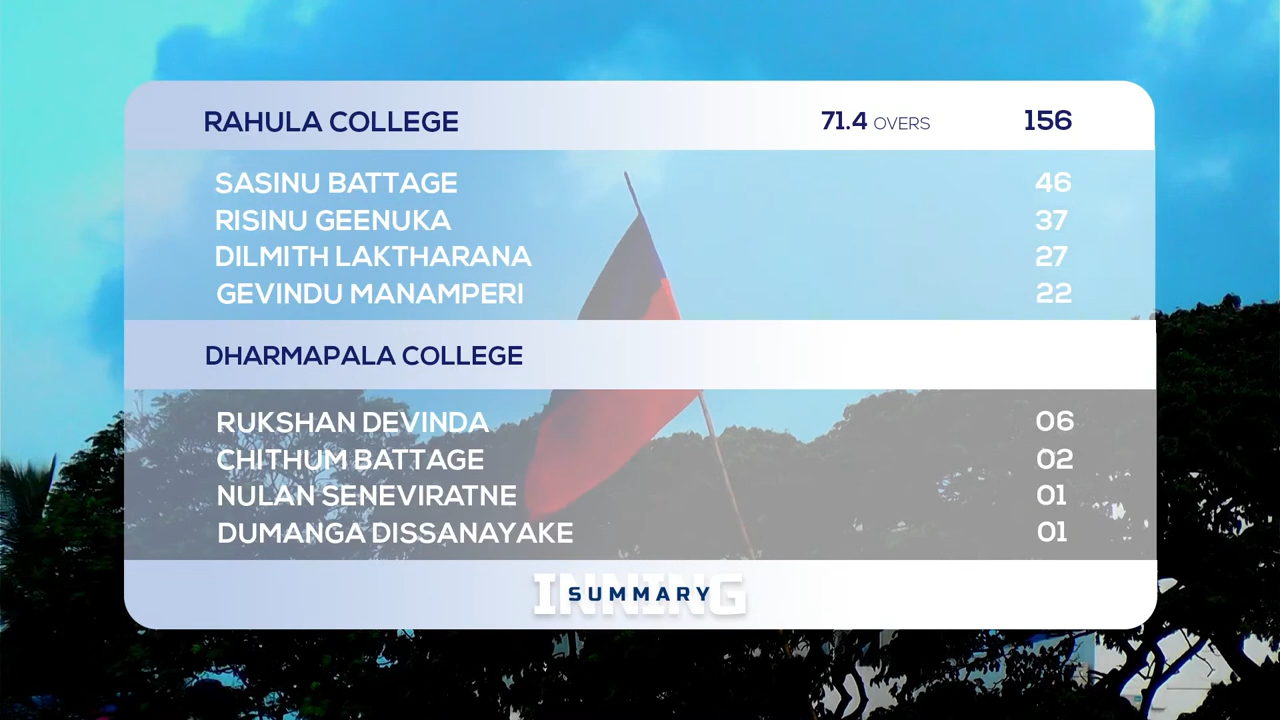 RAHULA COLLEGE 71.4 OVERS 156
SASINU BATTAGE 46
RISINU GEENUKA 37
DILMITH LAKTHARANA 27
GEVINDU MANAMPERI 22
DHARMAPALA COLLEGE
RUKSHAN DEVINDA 06
CHITHUM BATTAGE 02
NULAN SENEVIRATNE 01
DUMANGA DISSANAYAKE 01
INNING
SUMMARY